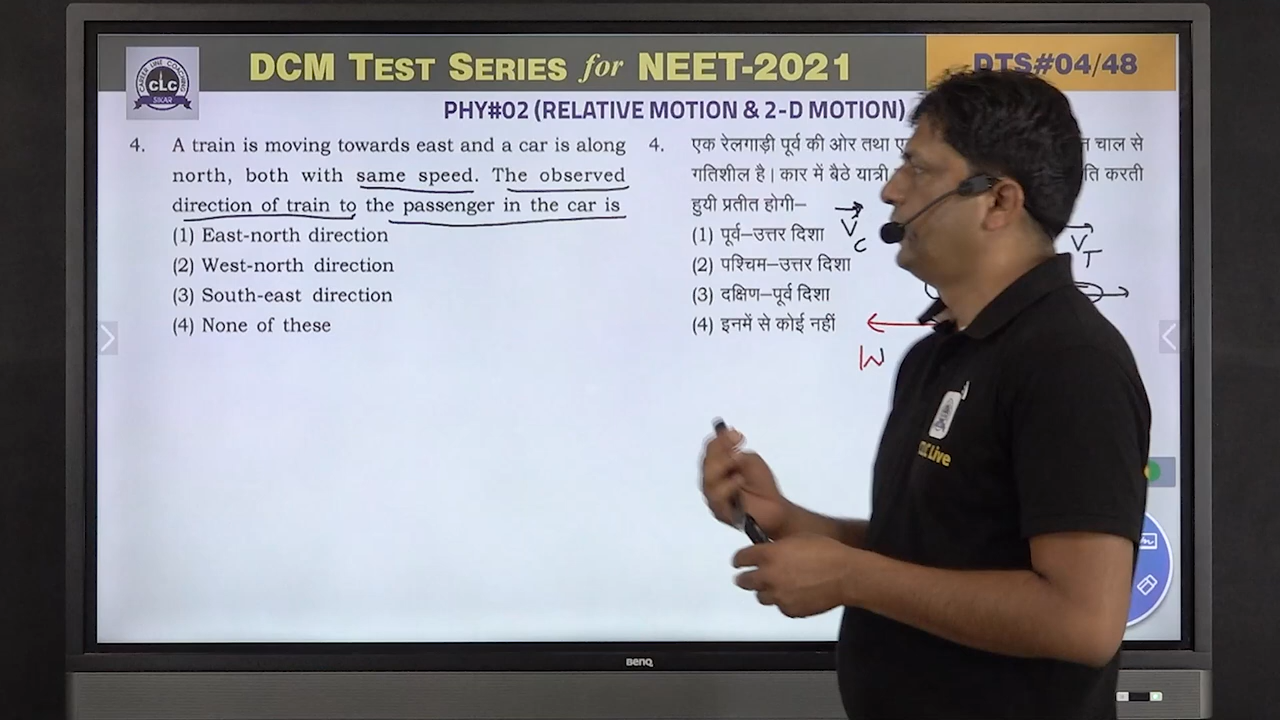 DCM TEST SERIES for NEET-2021
DTS#04/48
CLC
SIKAR
PHY#02 (RELATIVE MOTION & 2-D MOTION)
4. A train is moving towards east and a car is along
north, both with same speed. The observed
direction of train to the passenger in the car is
(1) East-north direction
(2) West-north direction
(3) South-east direction
(4) None of these
4. एक रेलगाड़ी पूर्व की ओर तथा चाल से
गतिशील है। कार में बैठे यात्री करती
हुयी प्रतीत होगी–
(1) पूर्व–उत्तर दिशा
(2) पश्चिम–उत्तर दिशा
(3) दक्षिण–पूर्व दिशा
(4) इनमें से कोई नहीं
V C
V T
W
Live
BenQ